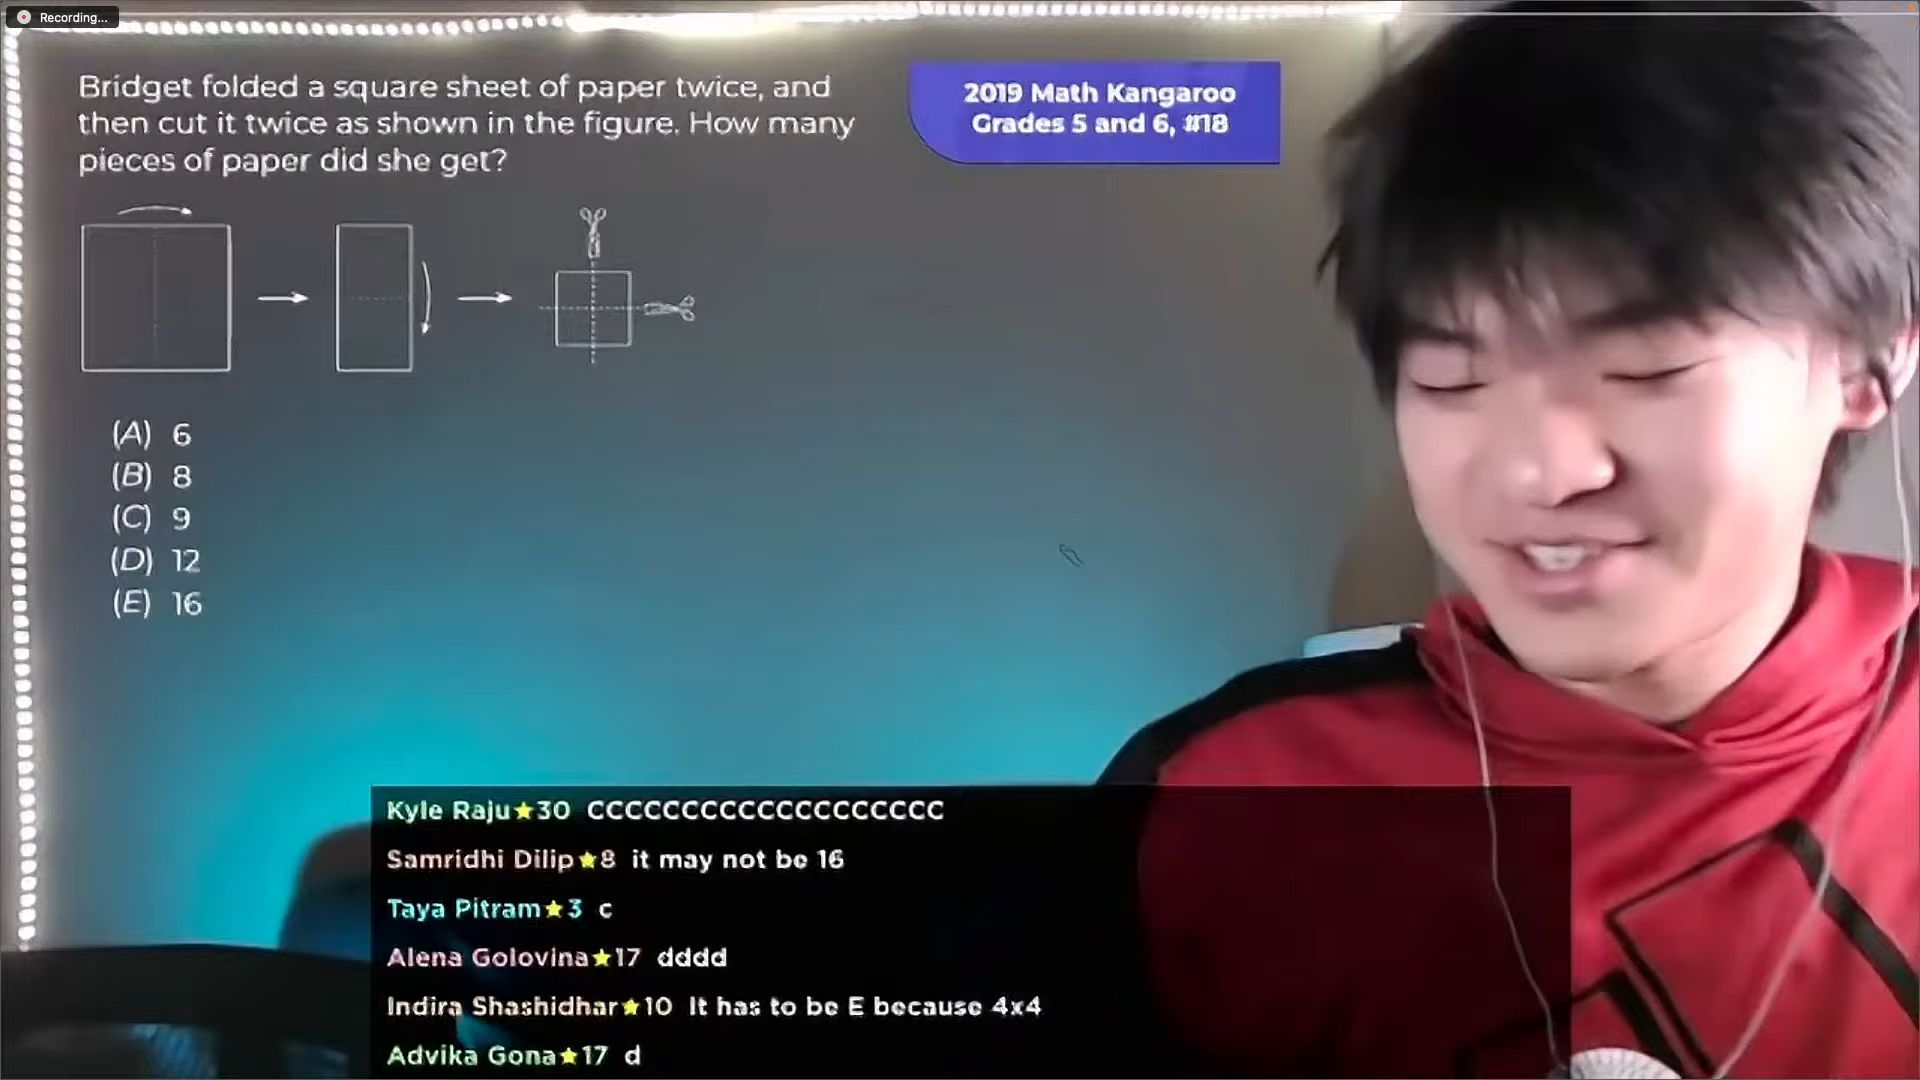 Recording...
Bridget folded a square sheet of paper twice, and
then cut it twice as shown in the figure. How many
pieces of paper did she get?
2019 Math Kangaroo
Grades 5 and 6, #18
(A) 6
(B) 8
(C) 9
(D) 12
(E) 16
Kyle Raju★30 CCCCCCCCCCCCCCCCCCC
Samridhi Dilip★8 it may not be 16
Taya Pitram★3 c
Alena Golovina★17 dddd
Indira Shashidhar★10 It has to be E because 4x4
Advika Gona★17 d